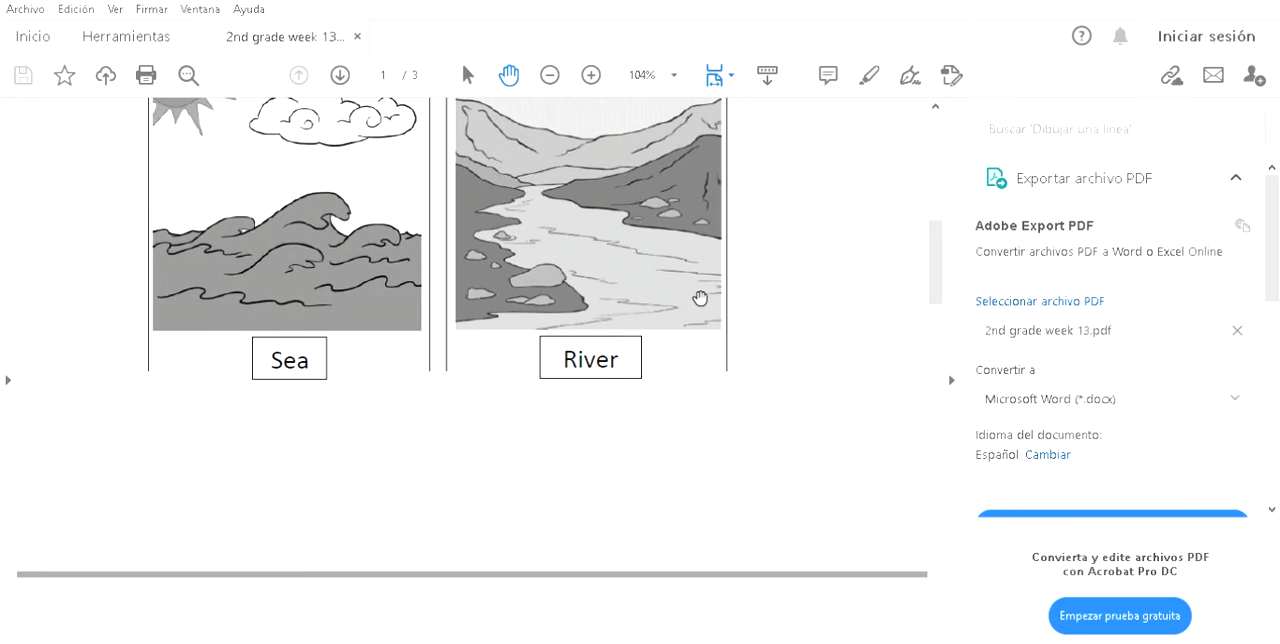 Archivo Edición Ver Firmar Ventana Ayuda
Inicio Herramientas 2nd grade week 13... × Iniciar sesión
1 / 3 104%
Buscar 'Dibujar una línea'
Exportar archivo PDF
Adobe Export PDF
Convertir archivos PDF a Word o Excel Online
Seleccionar archivo PDF
2nd grade week 13.pdf
Convertir a
Microsoft Word (*.docx)
Idioma del documento:
Español Cambiar
Convierta y edite archivos PDF
con Acrobat Pro DC
Empezar prueba gratuita
Sea
River